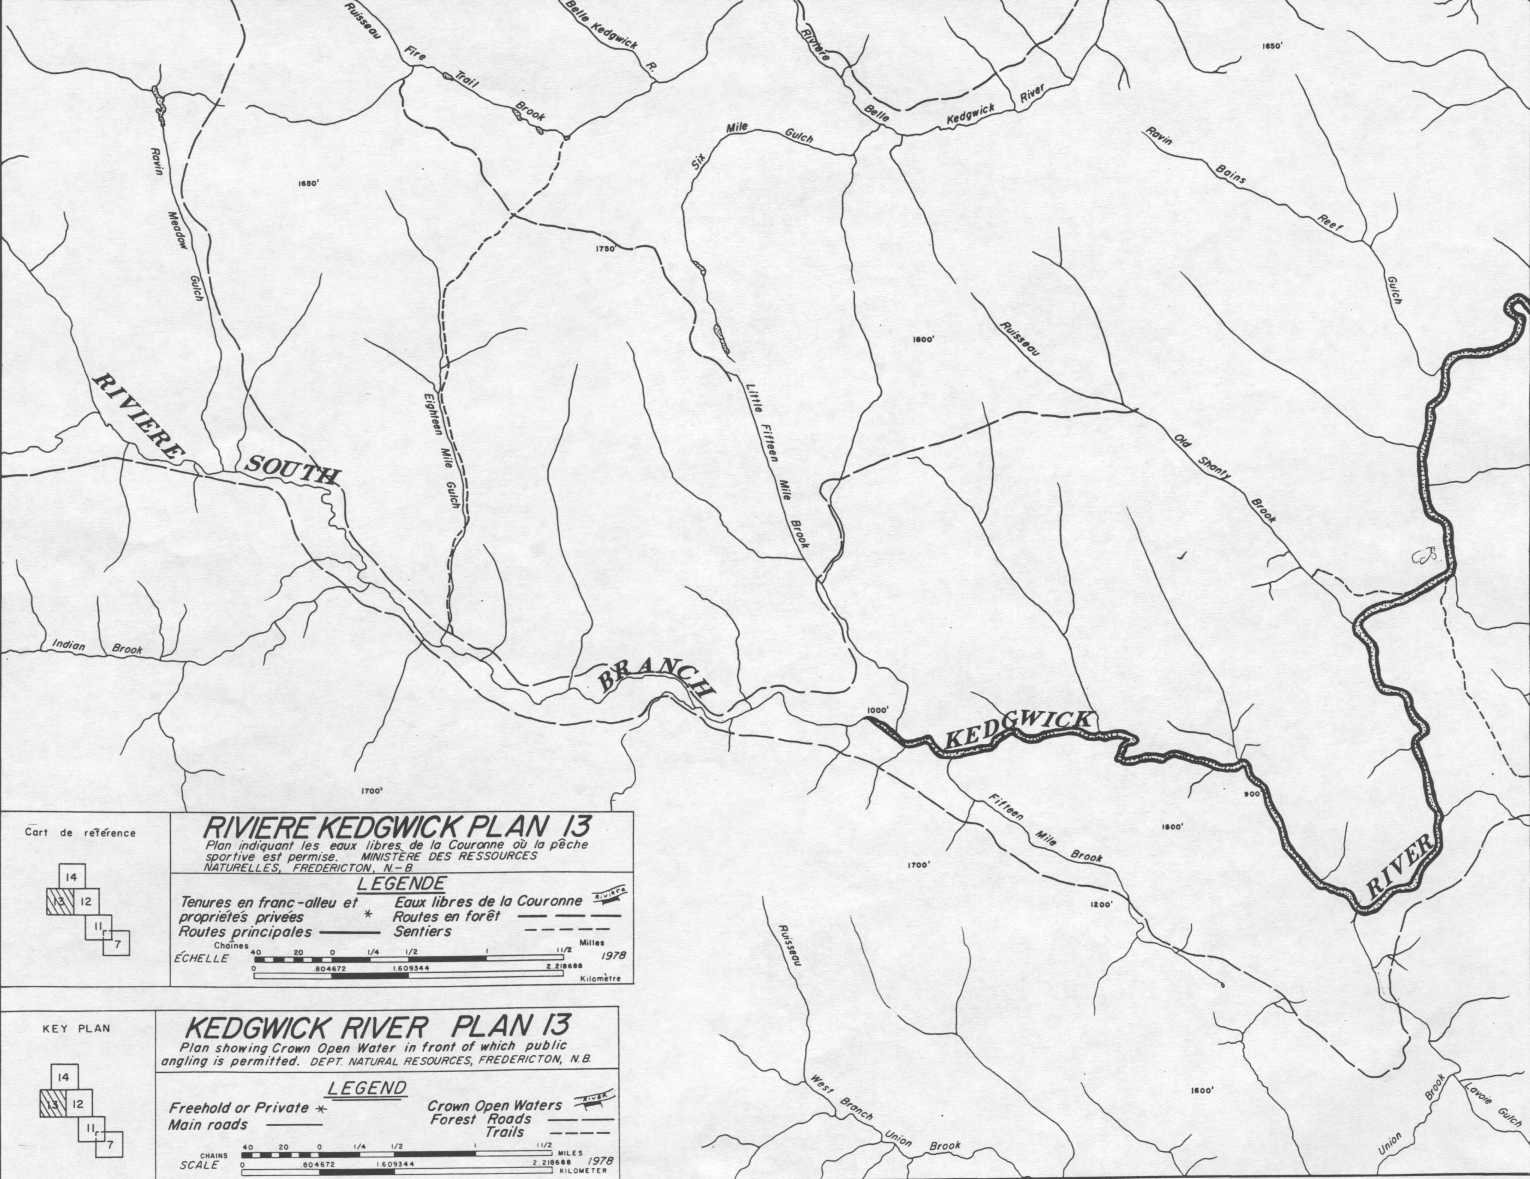 Ruisseau Fire Trail Brook
Belle Kedgwick R.
Rivière Belle Kedgwick River
1650'
Ravin Meadow Gulch
1650'
Six Mile Gulch
Ravin Bains Reef Gulch
1750'
1600'
Ruisseau Old Shanty Brook
Eighteen Mile Gulch
Little Fifteen Mile Brook
RIVIERE SOUTH BRANCH KEDGWICK RIVER
Indian Brook
1000'
900'
1700'
1600'
Fifteen Mile Brook
1700'
1200'
Ruisseau West Branch Union Brook
1600'
Union Brook
Lavoie Gulch
Cart de référence
14
13 12
11
7
RIVIERE KEDGWICK PLAN 13
Plan indiquant les eaux libres de la Couronne où la pêche
sportive est permise. MINISTÈRE DES RESSOURCES
NATURELLES, FREDERICTON, N-B
LEGENDE
Tenures en franc-alleu et
propriétés privées *
Eaux libres de la Couronne RIVIÈRE
Routes en forêt
Routes principales
Sentiers
Chaînes Milles
ÉCHELLE 40 20 0 1/4 1/2 1 1 1/2 1978
0 .804672 1.609344 2.218688
Kilomètre
KEY PLAN
14
13 12
11
7
KEDGWICK RIVER PLAN 13
Plan showing Crown Open Water in front of which public
angling is permitted. DEPT. NATURAL RESOURCES, FREDERICTON, N.B.
LEGEND
Freehold or Private *
Crown Open Waters RIVER
Main roads
Forest Roads
Trails
CHAINS 40 20 0 1/4 1/2 1 1 1/2 MILES
SCALE 0 .804672 1.609344 2.218688 1978
KILOMETER